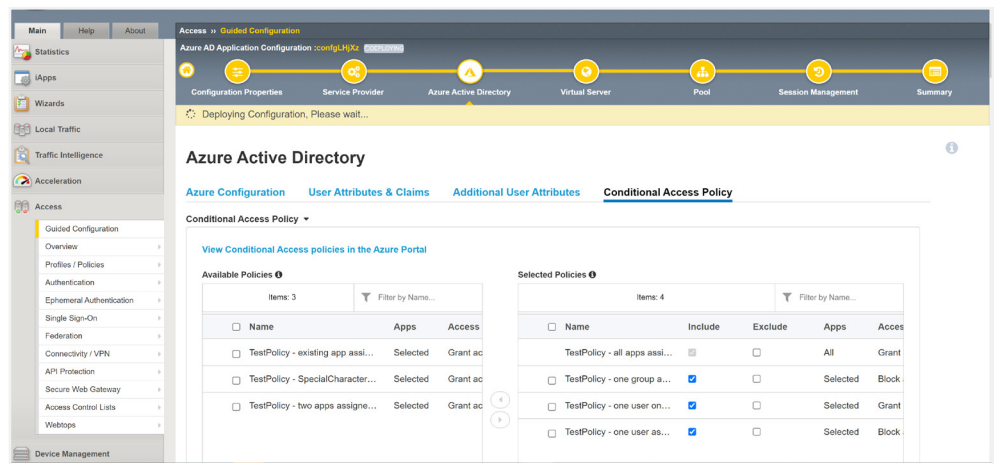 Main Help About
Access » Guided Configuration
Azure AD Application Configuration :confgLHjXz DEPLOYING
Statistics
iApps
Wizards
Local Traffic
Traffic Intelligence
Acceleration
Access
Guided Configuration
Overview
Profiles / Policies
Authentication
Ephemeral Authentication
Single Sign-On
Federation
Connectivity / VPN
API Protection
Secure Web Gateway
Access Control Lists
Webtops
Device Management
Configuration Properties Service Provider Azure Active Directory Virtual Server Pool Session Management Summary
Deploying Configuration, Please wait...
Azure Active Directory
Azure Configuration User Attributes & Claims Additional User Attributes Conditional Access Policy
Conditional Access Policy
View Conditional Access policies in the Azure Portal
Available Policies
Items: 3 Filter by Name...
Name Apps Access
TestPolicy - existing app assi... Selected Grant ac
TestPolicy - SpecialCharacter... Selected Grant ac
TestPolicy - two apps assigne... Selected Grant ac
Selected Policies
Items: 4 Filter by Name...
Name Include Exclude Apps Acces
TestPolicy - all apps assi... All Grant
TestPolicy - one group a... Selected Block
TestPolicy - one user on... Selected Grant
TestPolicy - one user as... Selected Block